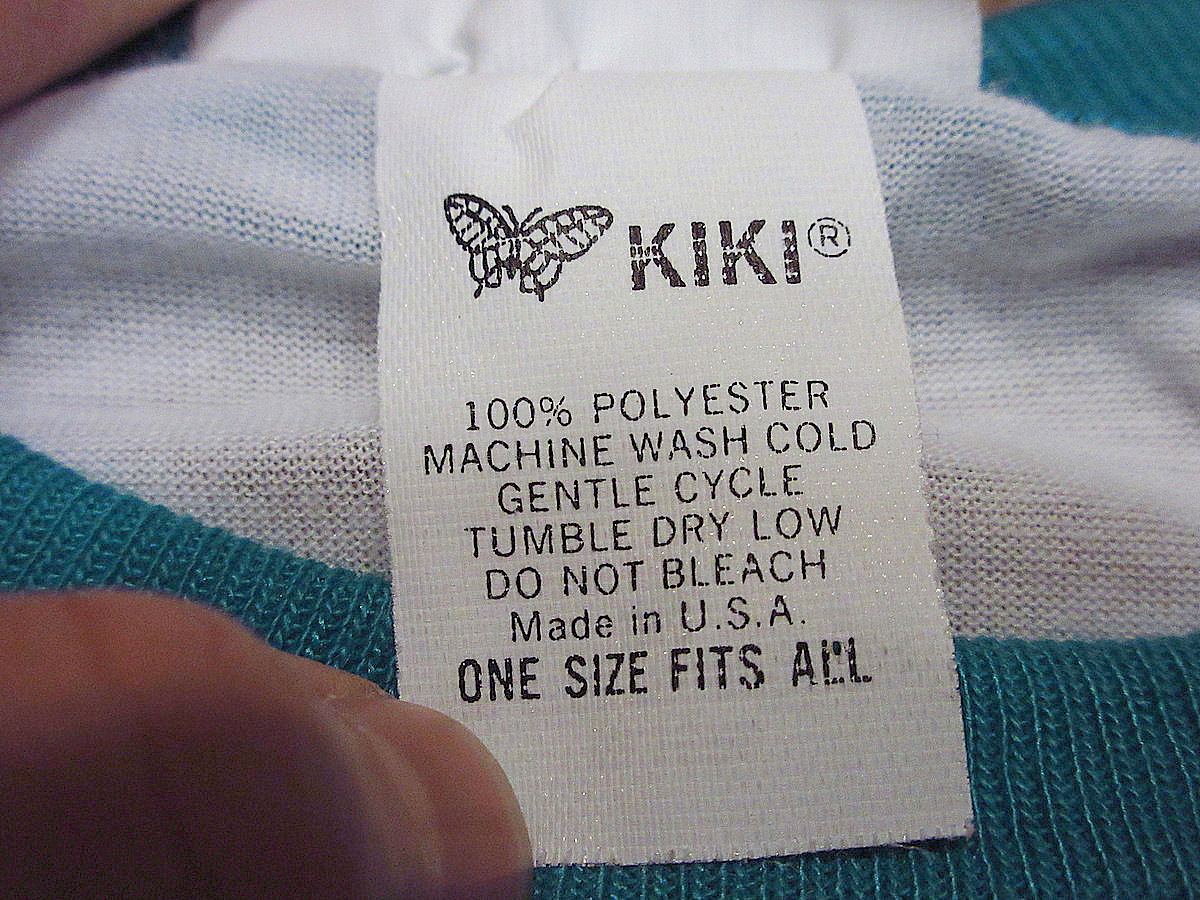 KIKI®
100% POLYESTER
MACHINE WASH COLD
GENTLE CYCLE
TUMBLE DRY LOW
DO NOT BLEACH
Made in U.S.A.
ONE SIZE FITS ALL